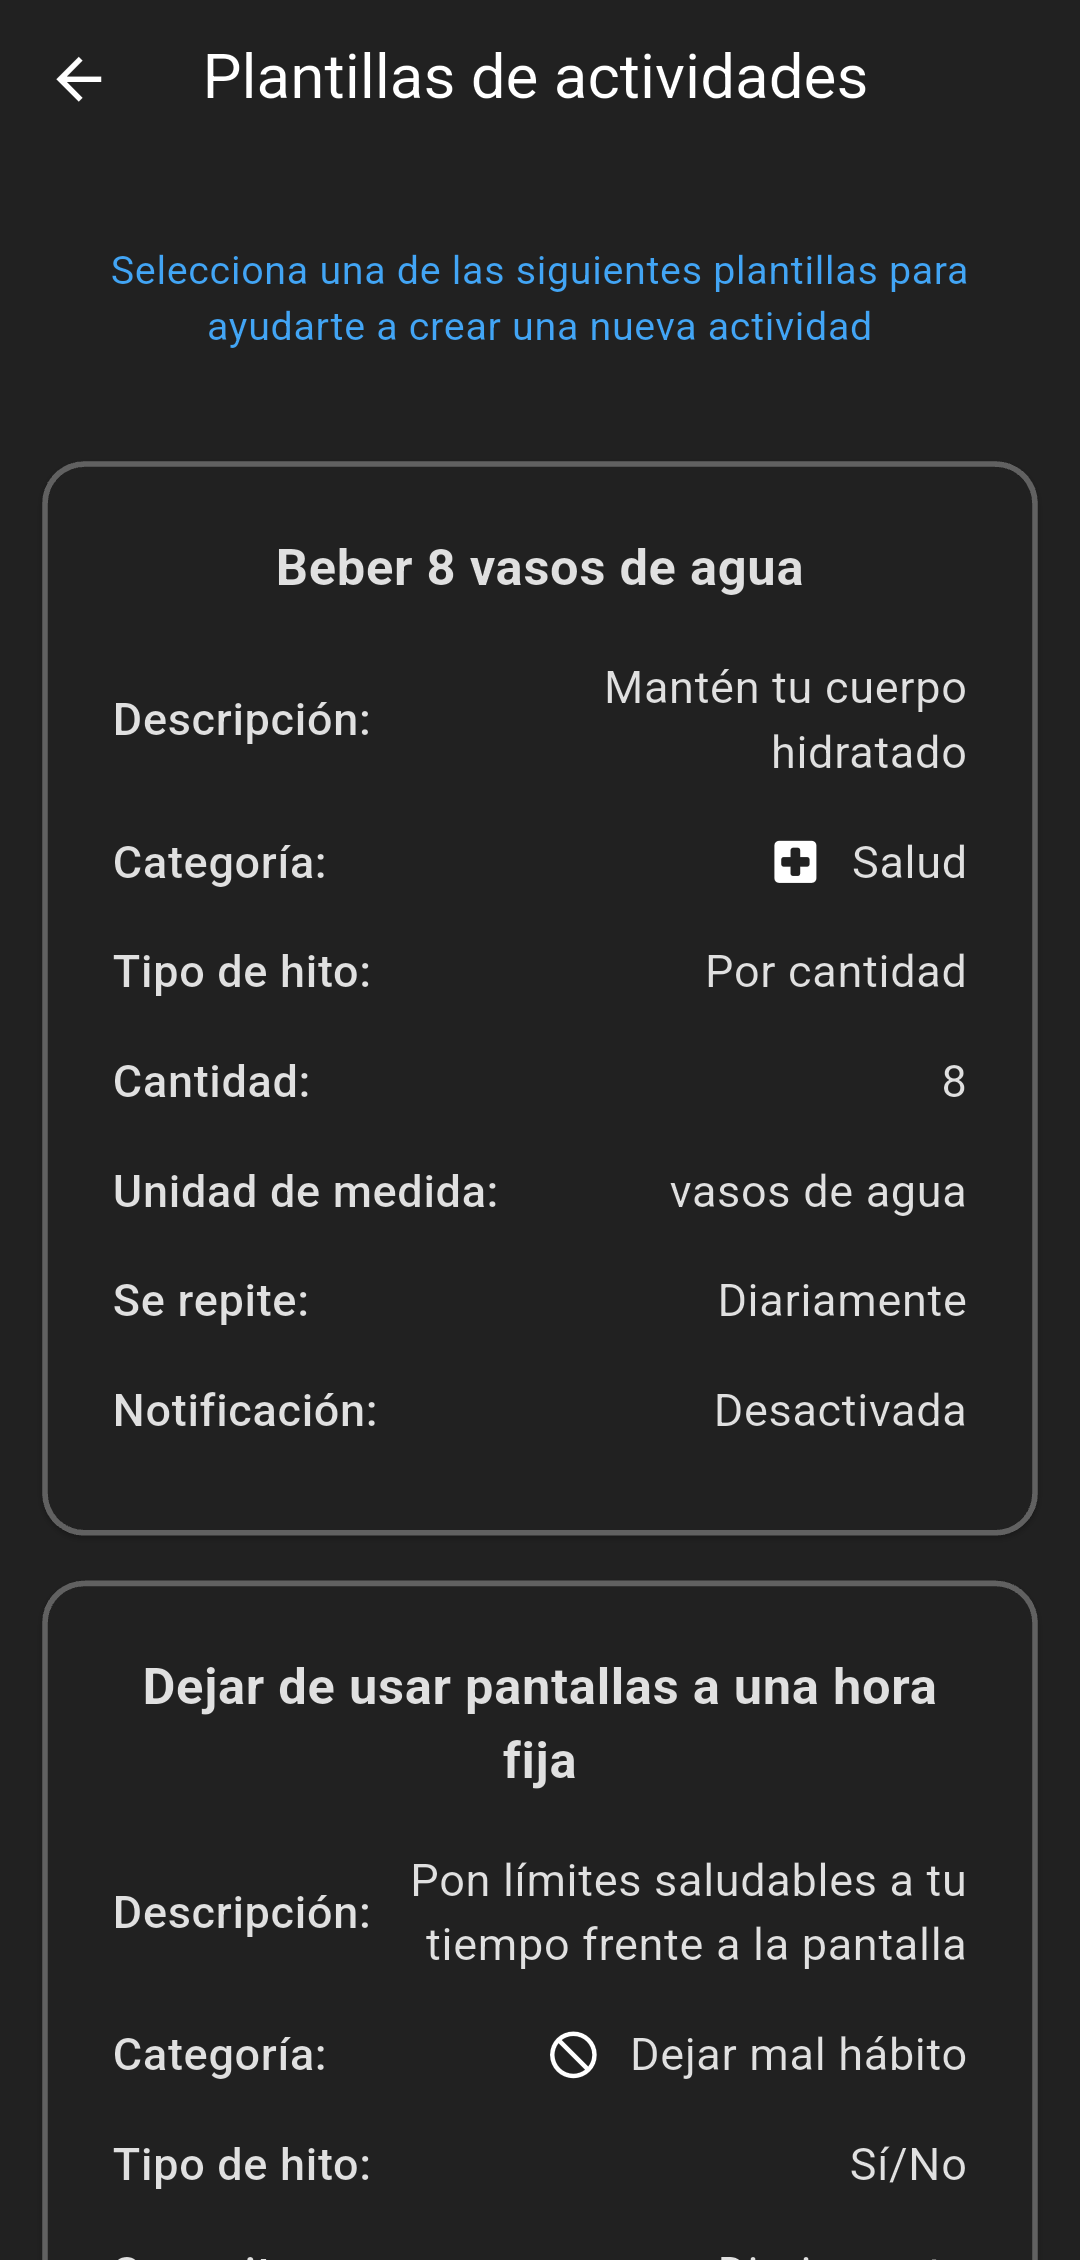 Plantillas de actividades
Selecciona una de las siguientes plantillas para
ayudarte a crear una nueva actividad
Beber 8 vasos de agua
Descripción: Mantén tu cuerpo
hidratado
Categoría: Salud
Tipo de hito: Por cantidad
Cantidad: 8
Unidad de medida: vasos de agua
Se repite: Diariamente
Notificación: Desactivada
Dejar de usar pantallas a una hora
fija
Descripción: Pon límites saludables a tu
tiempo frente a la pantalla
Categoría: Dejar mal hábito
Tipo de hito: Sí/No